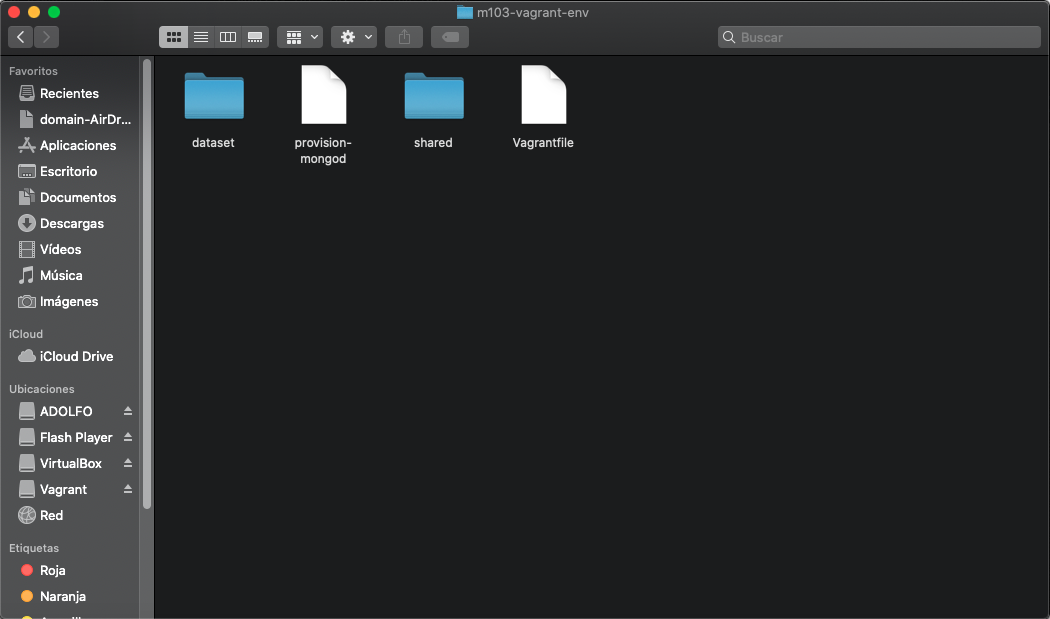 m103-vagrant-env
Buscar
Favoritos
Recientes
domain-AirDr...
Aplicaciones
Escritorio
Documentos
Descargas
Vídeos
Música
Imágenes
iCloud
iCloud Drive
Ubicaciones
ADOLFO
Flash Player
VirtualBox
Vagrant
Red
Etiquetas
Roja
Naranja
dataset
provision-
mongod
shared
Vagrantfile